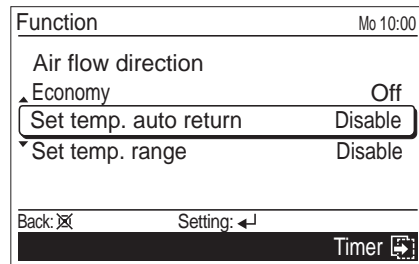 Function Mo 10:00
Air flow direction
Economy Off
Set temp. auto return Disable
Set temp. range Disable
Back: Setting:
Timer